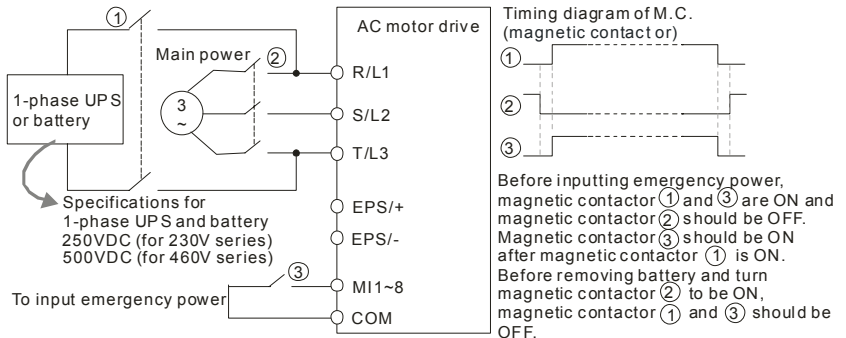 ①
Main power
②
1-phase UPS
or battery
3
~
AC motor drive
R/L1
S/L2
T/L3
EPS/+
EPS/-
MI1~8
COM
Specifications for
1-phase UPS and battery
250VDC (for 230V series)
500VDC (for 460V series)
③
To input emergency power
Timing diagram of M.C.
(magnetic contact or)
①
②
③
Before inputting emergency power,
magnetic contactor ① and ③ are ON and
magnetic contactor ② should be OFF.
Magnetic contactor ③ should be ON
after magnetic contactor ① is ON.
Before removing battery and turn
magnetic contactor ② to be ON,
magnetic contactor ① and ③ should be
OFF.